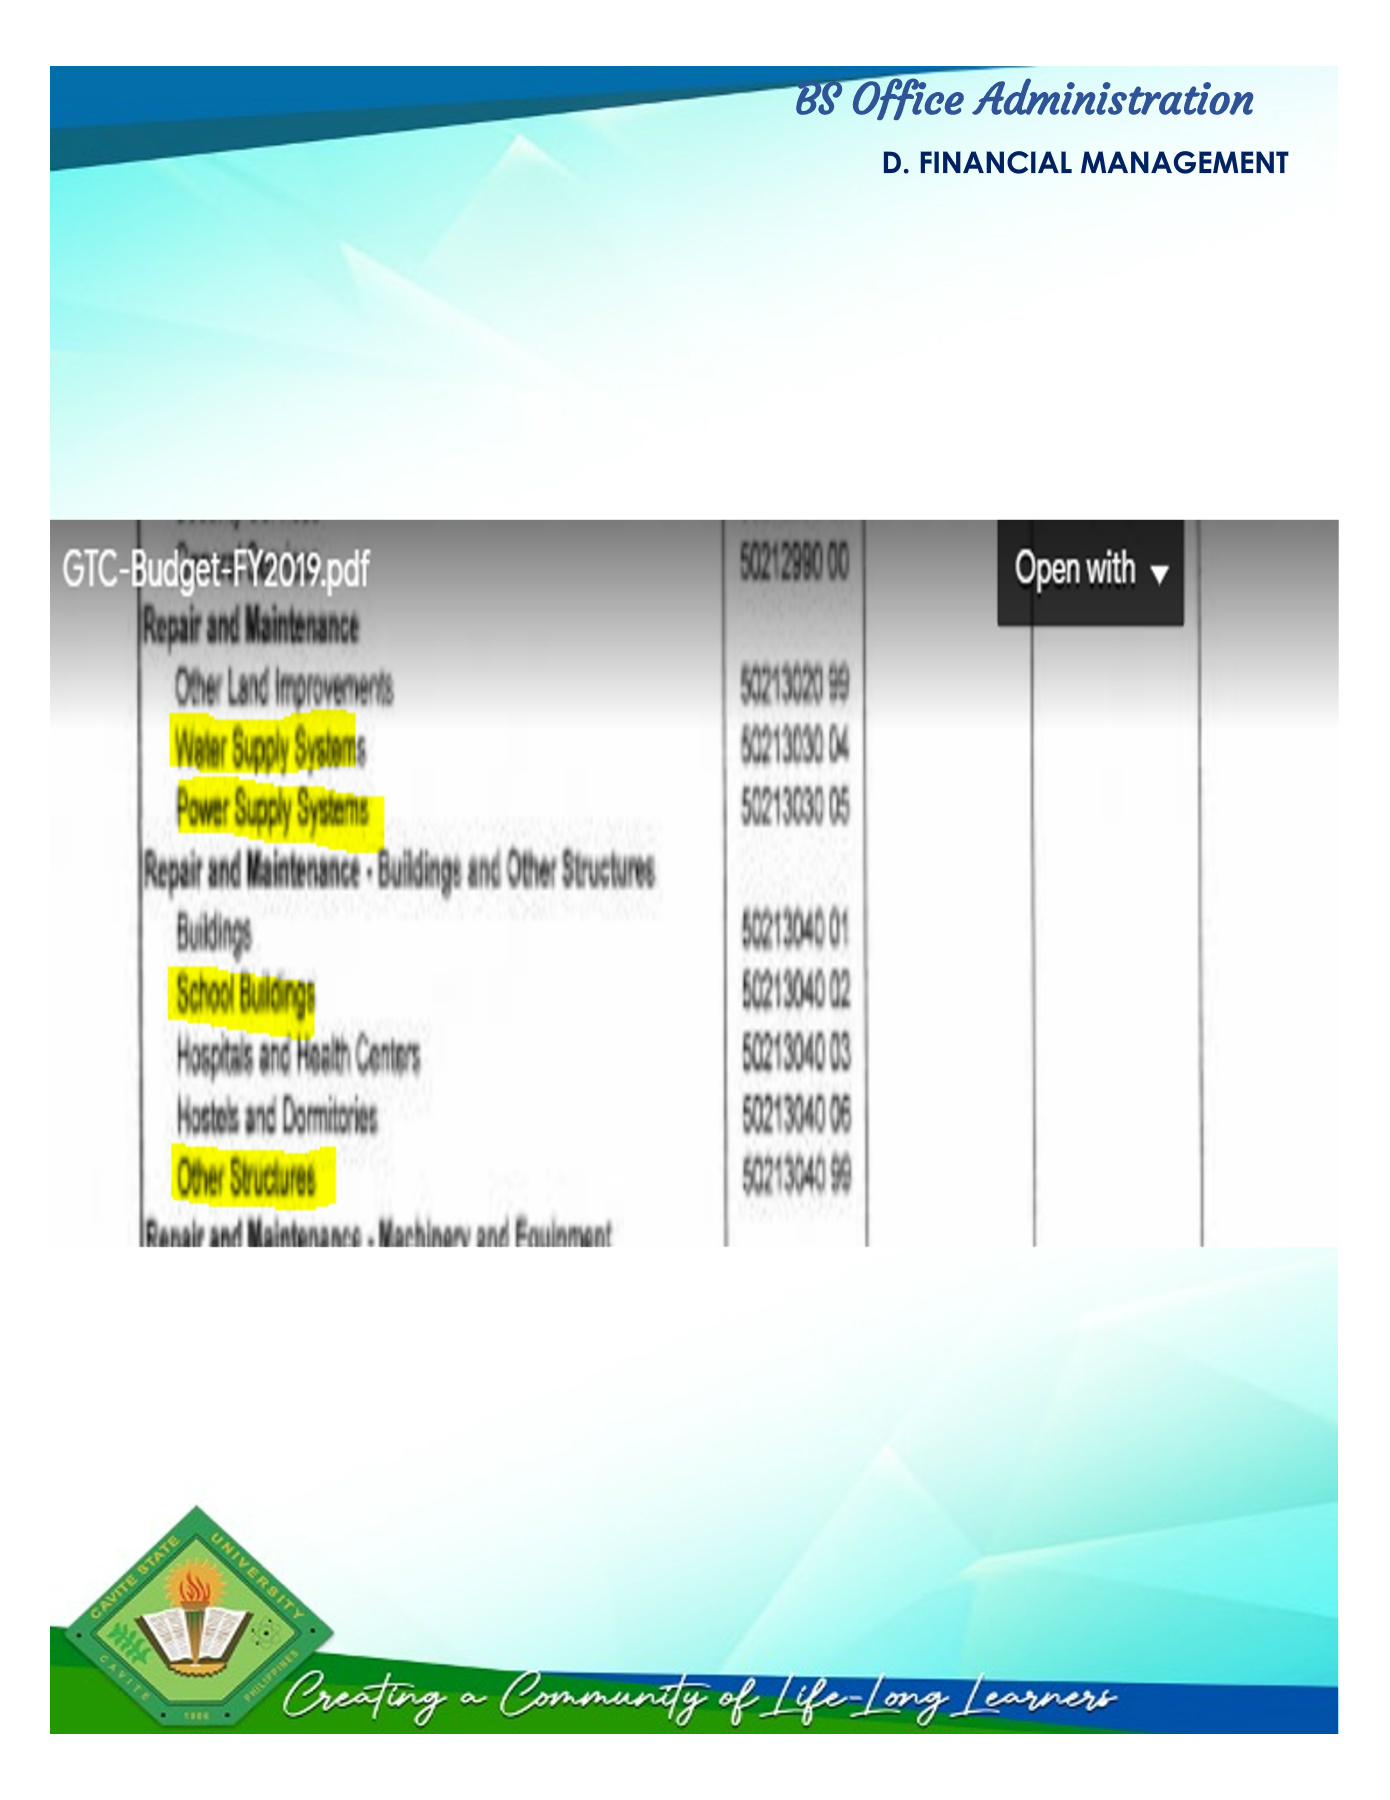 BS Office Administration
D. FINANCIAL MANAGEMENT
GTC-Budget-FY2019.pdf
50212990 00
Open with ▼
Repair and Maintenance
Other Land Improvements 50213020 99
Water Supply Systems 50213030 04
Power Supply Systems 50213030 05
Repair and Maintenance - Buildings and Other Structures
Buildings 50213040 01
School Buildings 50213040 02
Hospitals and Health Centers 50213040 03
Hostels and Dormitories 50213040 06
Other Structures 50213040 99
Repair and Maintenance - Machinery and Equipment
CAVITE STATE UNIVERSITY
CAVITE
PHILIPPINES
1906
Creating a Community of Life-Long Learners